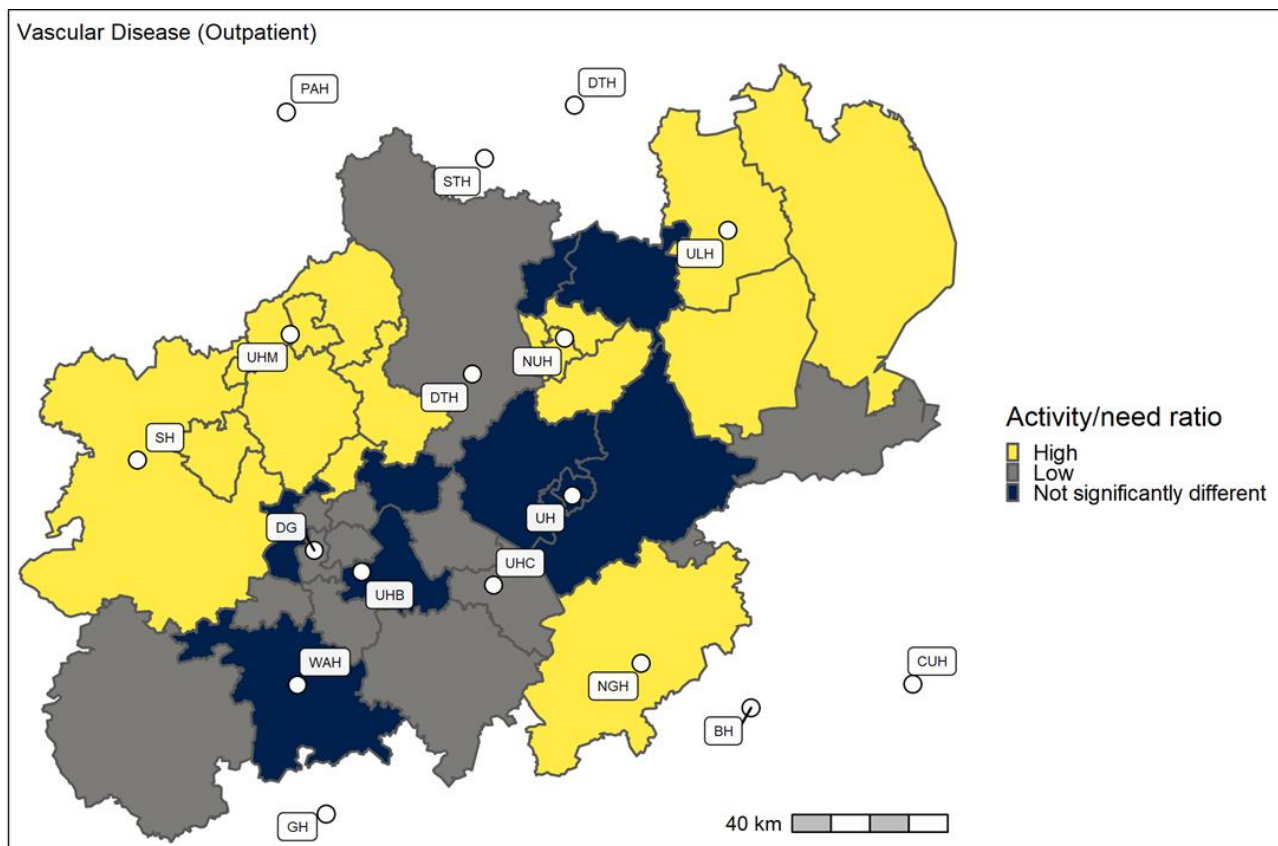 Vascular Disease (Outpatient)
PAH
DTH
STH
ULH
UHM
NUH
DTH
SH
Activity/need ratio
High
Low
Not significantly different
UH
DG
UHC
UHB
WAH
NGH
CUH
BH
GH
40 km